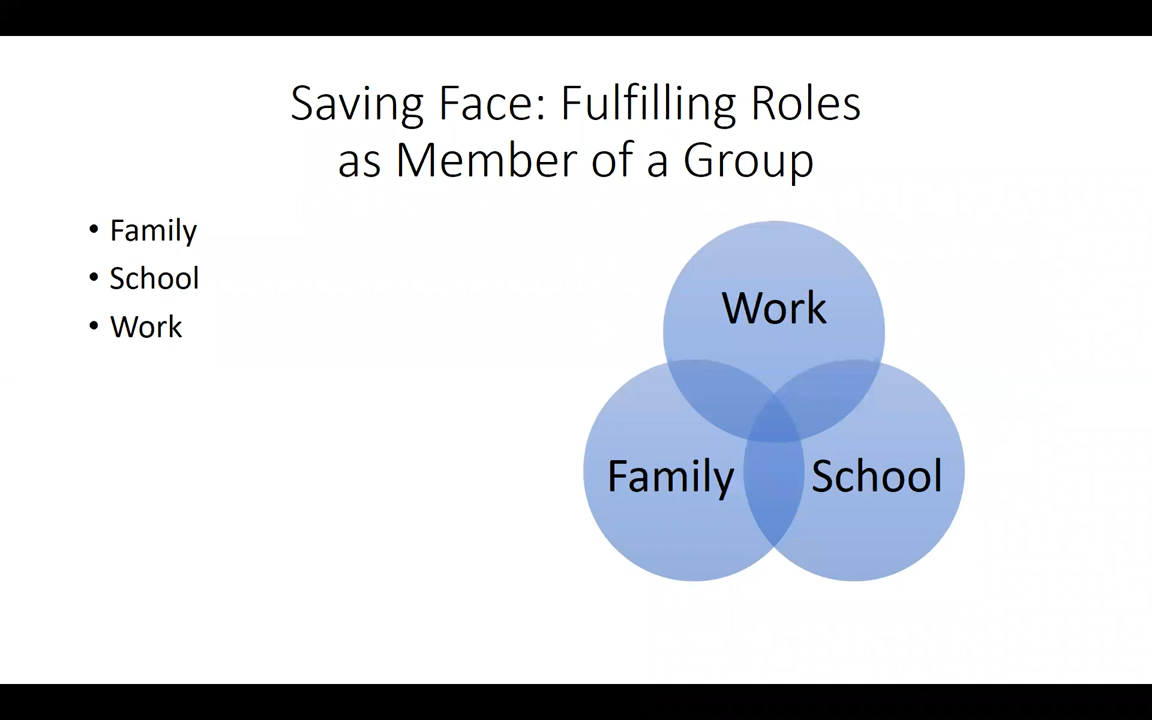 Saving Face: Fulfilling Roles
as Member of a Group
• Family
• School
• Work
Work
Family
School